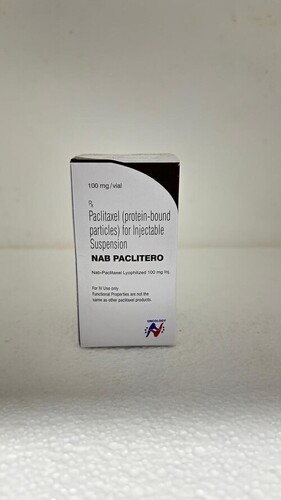 100 mg/vial
Rx
Paclitaxel (protein-bound
particles) for Injectable
Suspension
NAB PACLITERO
Nab-Paclitaxel Lyophilized 100 mg Inj.
For IV Use only
Functional Properties are not the
same as other paclitaxel products.